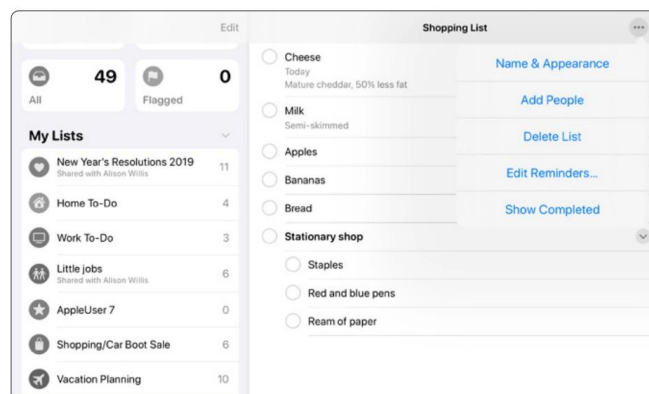 Edit
49
All
0
Flagged
My Lists
New Year's Resolutions 2019
Shared with Alison Willis
11
Home To-Do
4
Work To-Do
3
Little jobs
Shared with Alison Willis
6
AppleUser 7
0
Shopping/Car Boot Sale
6
Vacation Planning
10
Shopping List
Cheese
Today
Mature cheddar, 50% less fat
Milk
Semi-skimmed
Apples
Bananas
Bread
Stationary shop
Staples
Red and blue pens
Ream of paper
Name & Appearance
Add People
Delete List
Edit Reminders...
Show Completed